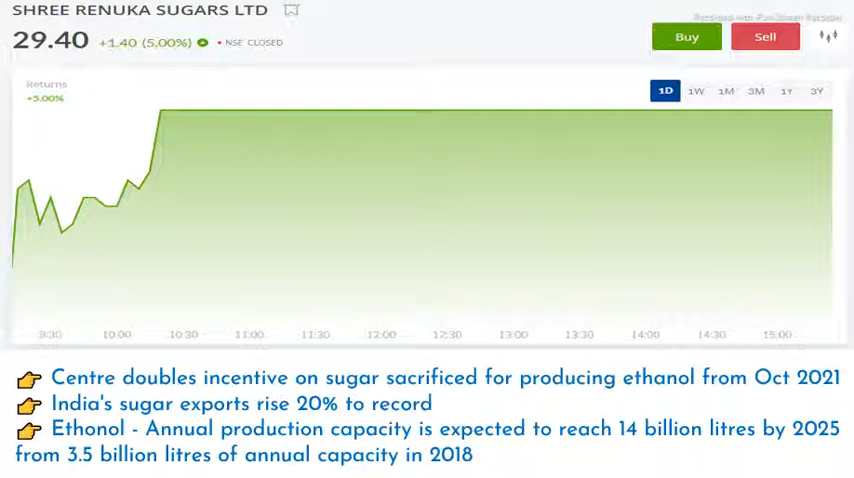 SHREE RENUKA SUGARS LTD
29.40 +1.40 (5.00%) • NSE CLOSED
Buy
Sell
Returns
+5.00%
1D 1W 1M 3M 1Y 3Y
9:30 10:00 10:30 11:00 11:30 12:00 12:30 13:00 13:30 14:00 14:30 15:00
👉 Centre doubles incentive on sugar sacrificed for producing ethanol from Oct 2021
👉 India's sugar exports rise 20% to record
👉 Ethonol - Annual production capacity is expected to reach 14 billion litres by 2025
from 3.5 billion litres of annual capacity in 2018